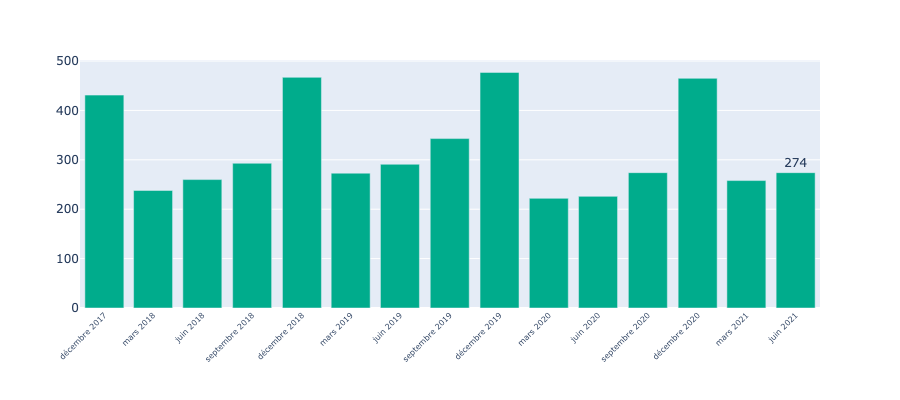 500
400
300
200
100
0
274
décembre 2017
mars 2018
juin 2018
septembre 2018
décembre 2018
mars 2019
juin 2019
septembre 2019
décembre 2019
mars 2020
juin 2020
septembre 2020
décembre 2020
mars 2021
juin 2021